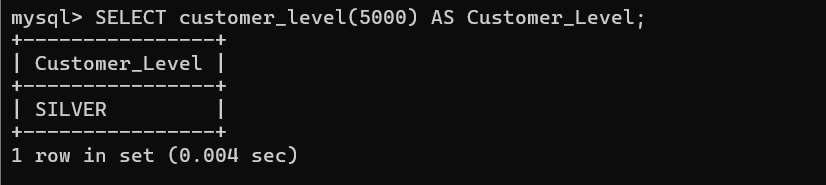 mysql> SELECT customer_level(5000) AS Customer_Level;
+----------------+
| Customer_Level |
+----------------+
| SILVER         |
+----------------+
1 row in set (0.004 sec)